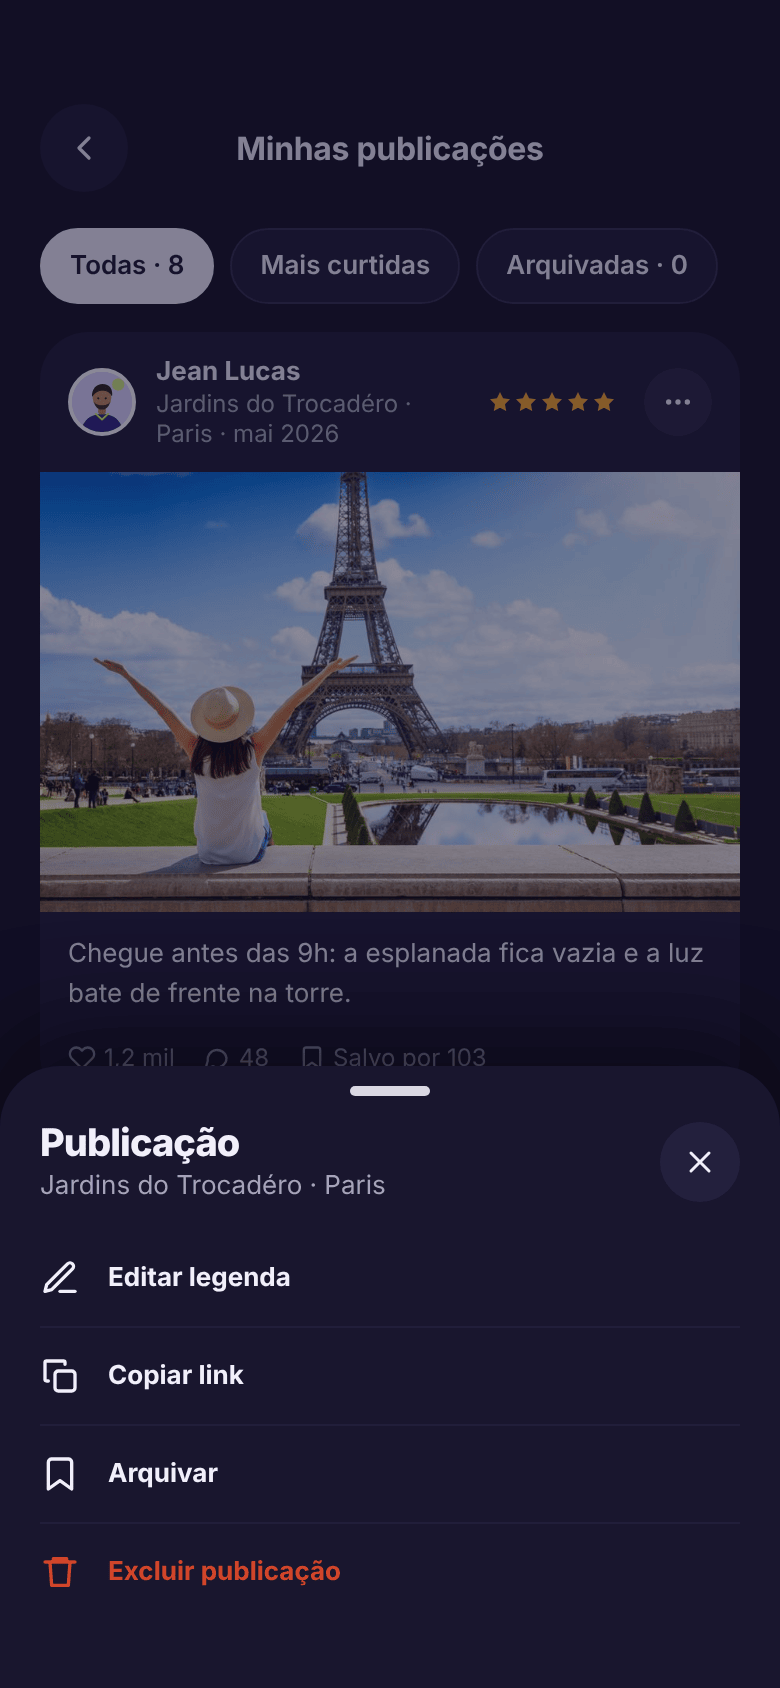 Minhas publicações
Todas · 8
Mais curtidas
Arquivadas · 0
Jean Lucas
Jardins do Trocadéro ·
Paris · mai 2026
Chegue antes das 9h: a esplanada fica vazia e a luz
bate de frente na torre.
1,2 mil 48 Salvo por 103
Publicação
Jardins do Trocadéro · Paris
Editar legenda
Copiar link
Arquivar
Excluir publicação